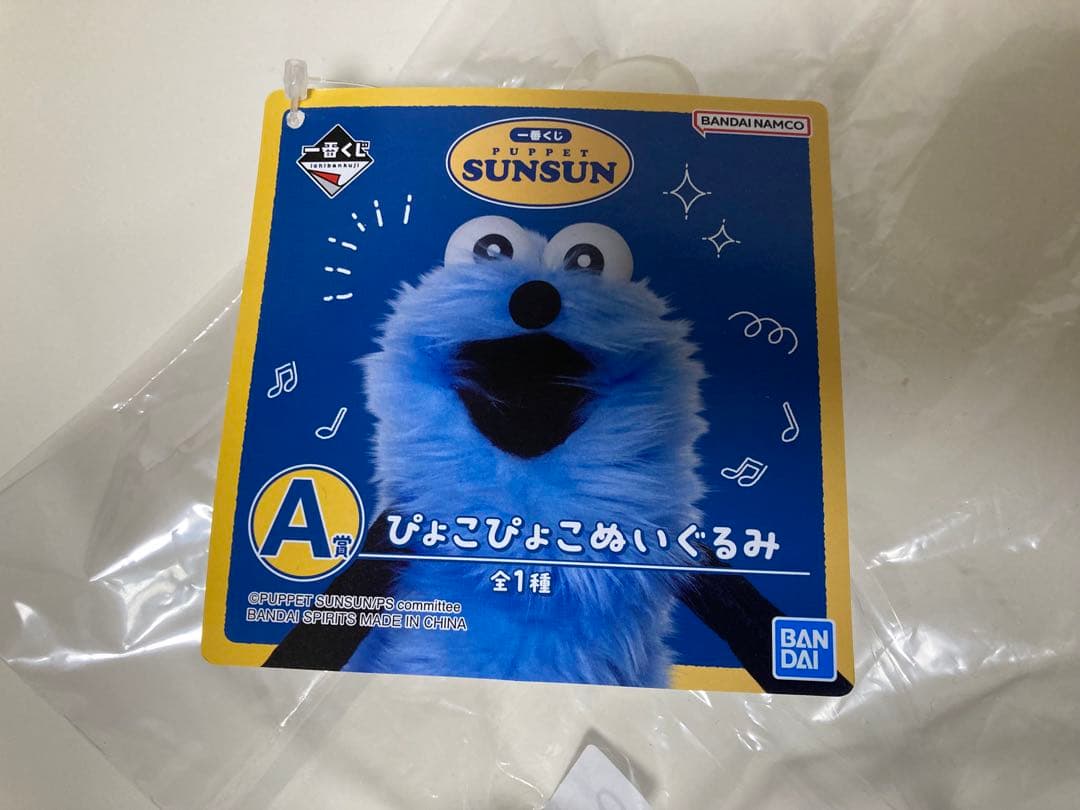 一番くじ
ichibankuji
一番くじ
PUPPET
SUNSUN
BANDAI NAMCO
A賞
ぴょこぴょこぬいぐるみ
全1種
©PUPPET SUNSUN/PS committee
BANDAI SPIRITS MADE IN CHINA
BAN
DAI